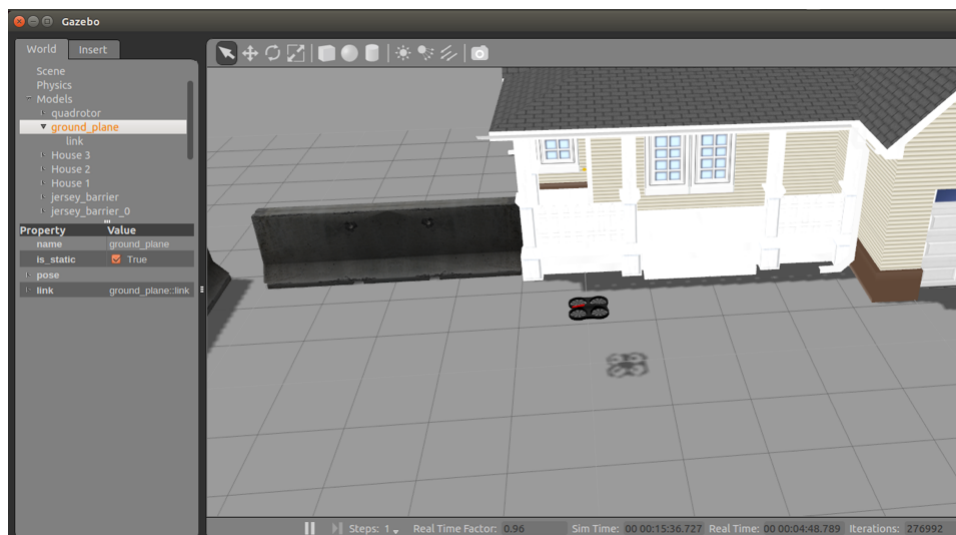 Gazebo
World Insert
Scene
Physics
Models
quadrotor
ground_plane
link
House 3
House 2
House 1
jersey_barrier
jersey_barrier_0
Property Value
name ground_plane
is_static True
pose
link ground_plane::link
Steps: 1 Real Time Factor: 0.96 Sim Time: 00 00:15:36.727 Real Time: 00 00:04:48.789 Iterations: 276992